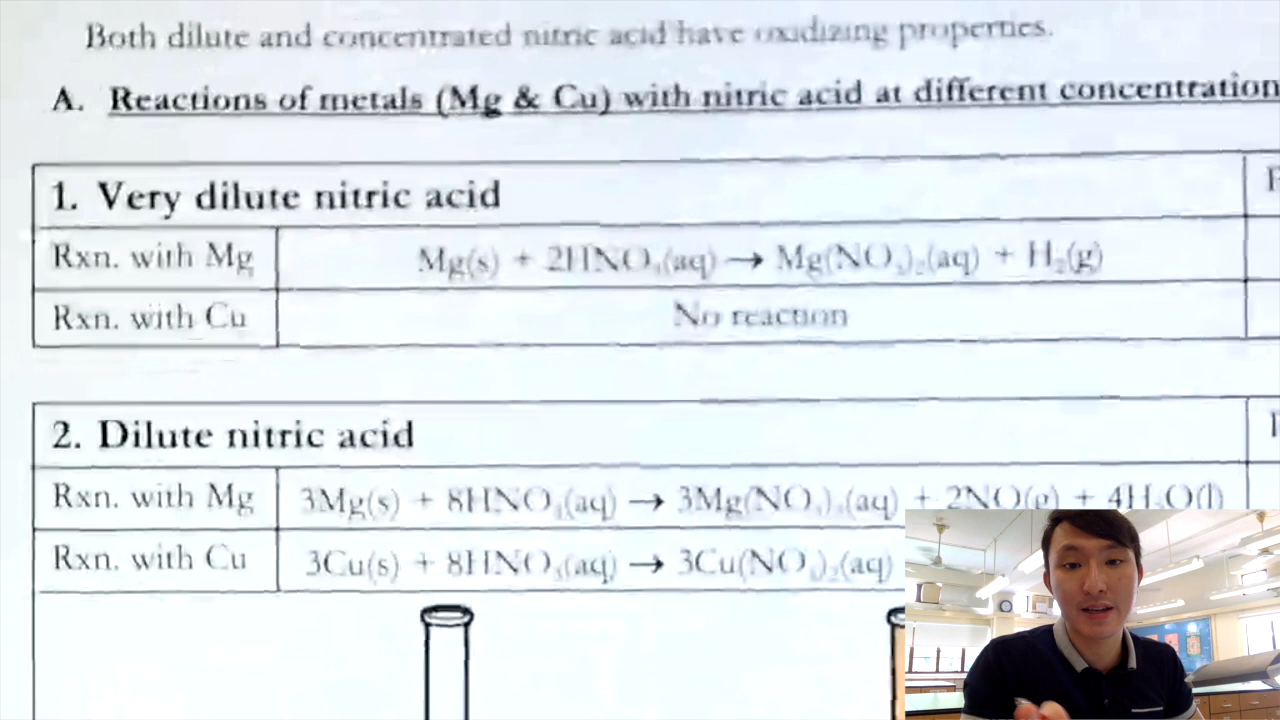 Both dilute and concentrated nitric acid have oxidizing properties.
A. Reactions of metals (Mg & Cu) with nitric acid at different concentration
1. Very dilute nitric acid
Rxn. with Mg Mg(s) + 2HNO₃(aq) → Mg(NO₃)₂(aq) + H₂(g)
Rxn. with Cu No reaction
2. Dilute nitric acid
Rxn. with Mg 3Mg(s) + 8HNO₃(aq) → 3Mg(NO₃)₂(aq) + 2NO(g) + 4H₂O(l)
Rxn. with Cu 3Cu(s) + 8HNO₃(aq) → 3Cu(NO₃)₂(aq)